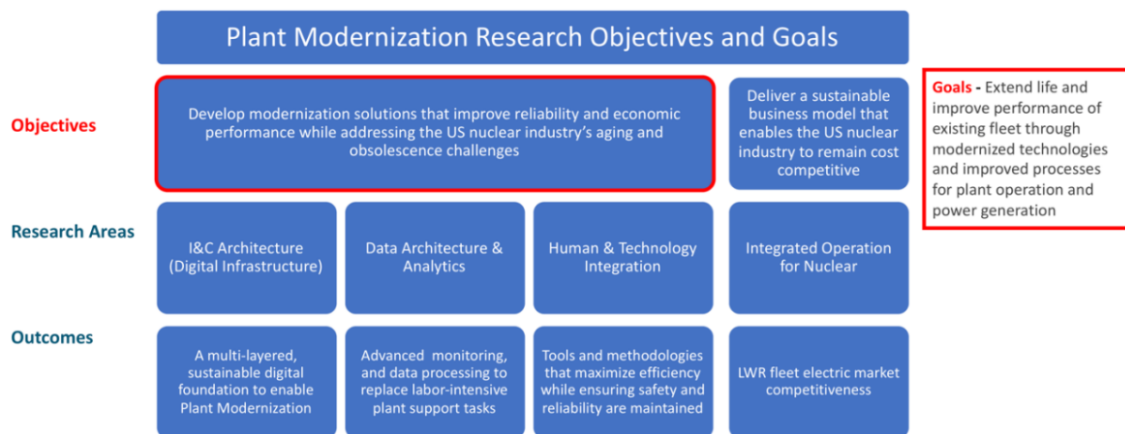 Plant Modernization Research Objectives and Goals
Objectives
Develop modernization solutions that improve reliability and economic
performance while addressing the US nuclear industry's aging and
obsolescence challenges
Deliver a sustainable
business model that
enables the US nuclear
industry to remain cost
competitive
Goals - Extend life and
improve performance of
existing fleet through
modernized technologies
and improved processes
for plant operation and
power generation
Research Areas
I&C Architecture
(Digital Infrastructure)
Data Architecture &
Analytics
Human & Technology
Integration
Integrated Operation
for Nuclear
Outcomes
A multi-layered,
sustainable digital
foundation to enable
Plant Modernization
Advanced monitoring,
and data processing to
replace labor-intensive
plant support tasks
Tools and methodologies
that maximize efficiency
while ensuring safety and
reliability are maintained
LWR fleet electric market
competitiveness